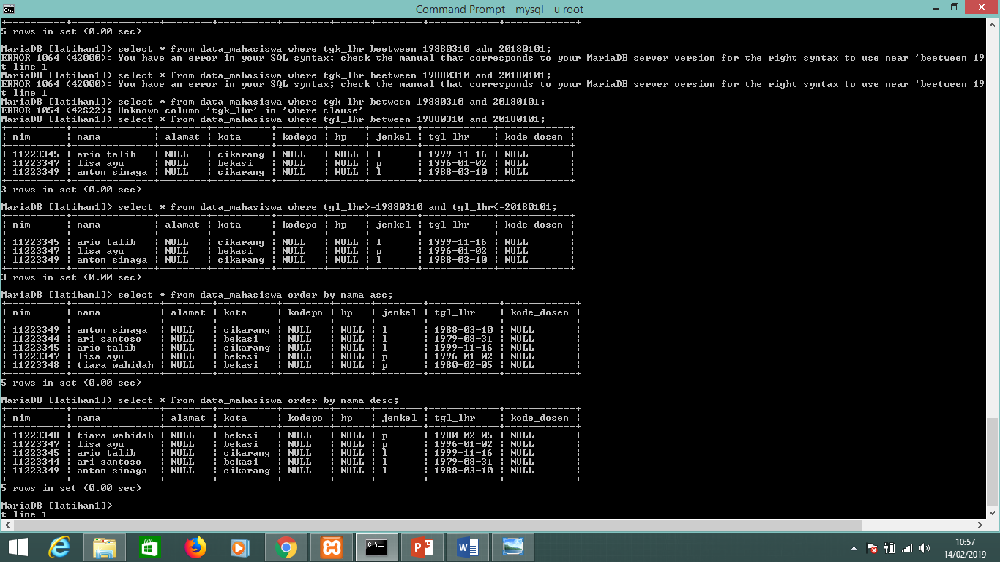 Command Prompt - mysql  -u root
+----------+---------------+--------+----------+--------+------+--------+------------+------------+
5 rows in set (0.00 sec)
MariaDB [latihan1]> select * from data_mahasiswa where tgk_lhr beetween 19880310 adn 20180101;
ERROR 1064 (42000): You have an error in your SQL syntax; check the manual that corresponds to your MariaDB server version for the right syntax to use near 'beetween 19
t line 1
MariaDB [latihan1]> select * from data_mahasiswa where tgk_lhr beetween 19880310 and 20180101;
ERROR 1064 (42000): You have an error in your SQL syntax; check the manual that corresponds to your MariaDB server version for the right syntax to use near 'beetween 19
t line 1
MariaDB [latihan1]> select * from data_mahasiswa where tgk_lhr between 19880310 and 20180101;
ERROR 1054 (42S22): Unknown column 'tgk_lhr' in 'where clause'
MariaDB [latihan1]> select * from data_mahasiswa where tgl_lhr between 19880310 and 20180101;
| nim | nama | alamat | kota | kodepo | hp | jenkel | tgl_lhr | kode_dosen |
| 11223345 | ario talib | NULL | cikarang | NULL | NULL | l | 1999-11-16 | NULL |
| 11223347 | lisa ayu | NULL | bekasi | NULL | NULL | p | 1996-01-02 | NULL |
| 11223349 | anton sinaga | NULL | cikarang | NULL | NULL | l | 1988-03-10 | NULL |
3 rows in set (0.00 sec)
MariaDB [latihan1]> select * from data_mahasiswa where tgl_lhr>=19880310 and tgl_lhr<=20180101;
| nim | nama | alamat | kota | kodepo | hp | jenkel | tgl_lhr | kode_dosen |
| 11223345 | ario talib | NULL | cikarang | NULL | NULL | l | 1999-11-16 | NULL |
| 11223347 | lisa ayu | NULL | bekasi | NULL | NULL | p | 1996-01-02 | NULL |
| 11223349 | anton sinaga | NULL | cikarang | NULL | NULL | l | 1988-03-10 | NULL |
3 rows in set (0.00 sec)
MariaDB [latihan1]> select * from data_mahasiswa order by nama asc;
| nim | nama | alamat | kota | kodepo | hp | jenkel | tgl_lhr | kode_dosen |
| 11223349 | anton sinaga | NULL | cikarang | NULL | NULL | l | 1988-03-10 | NULL |
| 11223344 | ari santoso | NULL | bekasi | NULL | NULL | l | 1979-08-31 | NULL |
| 11223345 | ario talib | NULL | cikarang | NULL | NULL | l | 1999-11-16 | NULL |
| 11223347 | lisa ayu | NULL | bekasi | NULL | NULL | p | 1996-01-02 | NULL |
| 11223348 | tiara wahidah | NULL | bekasi | NULL | NULL | p | 1980-02-05 | NULL |
5 rows in set (0.00 sec)
MariaDB [latihan1]> select * from data_mahasiswa order by nama desc;
| nim | nama | alamat | kota | kodepo | hp | jenkel | tgl_lhr | kode_dosen |
| 11223348 | tiara wahidah | NULL | bekasi | NULL | NULL | p | 1980-02-05 | NULL |
| 11223347 | lisa ayu | NULL | bekasi | NULL | NULL | p | 1996-01-02 | NULL |
| 11223345 | ario talib | NULL | cikarang | NULL | NULL | l | 1999-11-16 | NULL |
| 11223344 | ari santoso | NULL | bekasi | NULL | NULL | l | 1979-08-31 | NULL |
| 11223349 | anton sinaga | NULL | cikarang | NULL | NULL | l | 1988-03-10 | NULL |
5 rows in set (0.00 sec)
MariaDB [latihan1]>
t line 1
10:57
14/02/2019